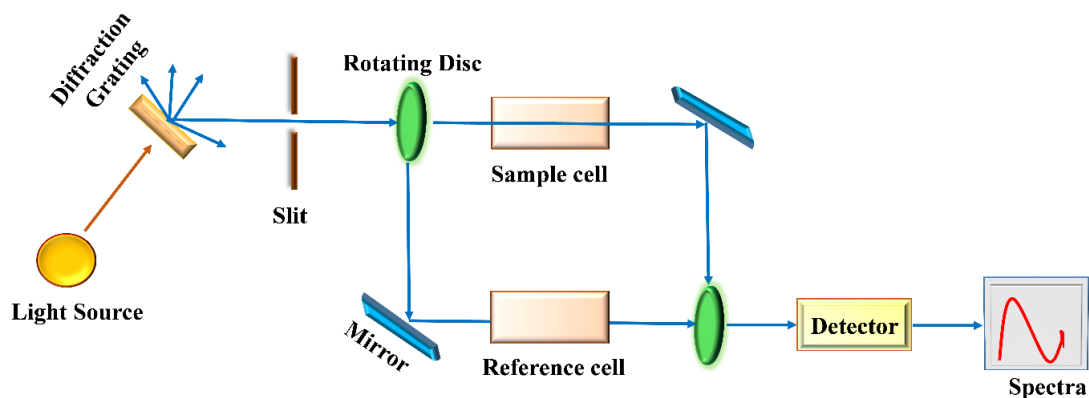 Diffraction
Grating
Rotating Disc
Sample cell
Slit
Light Source
Mirror
Reference cell
Detector
Spectra